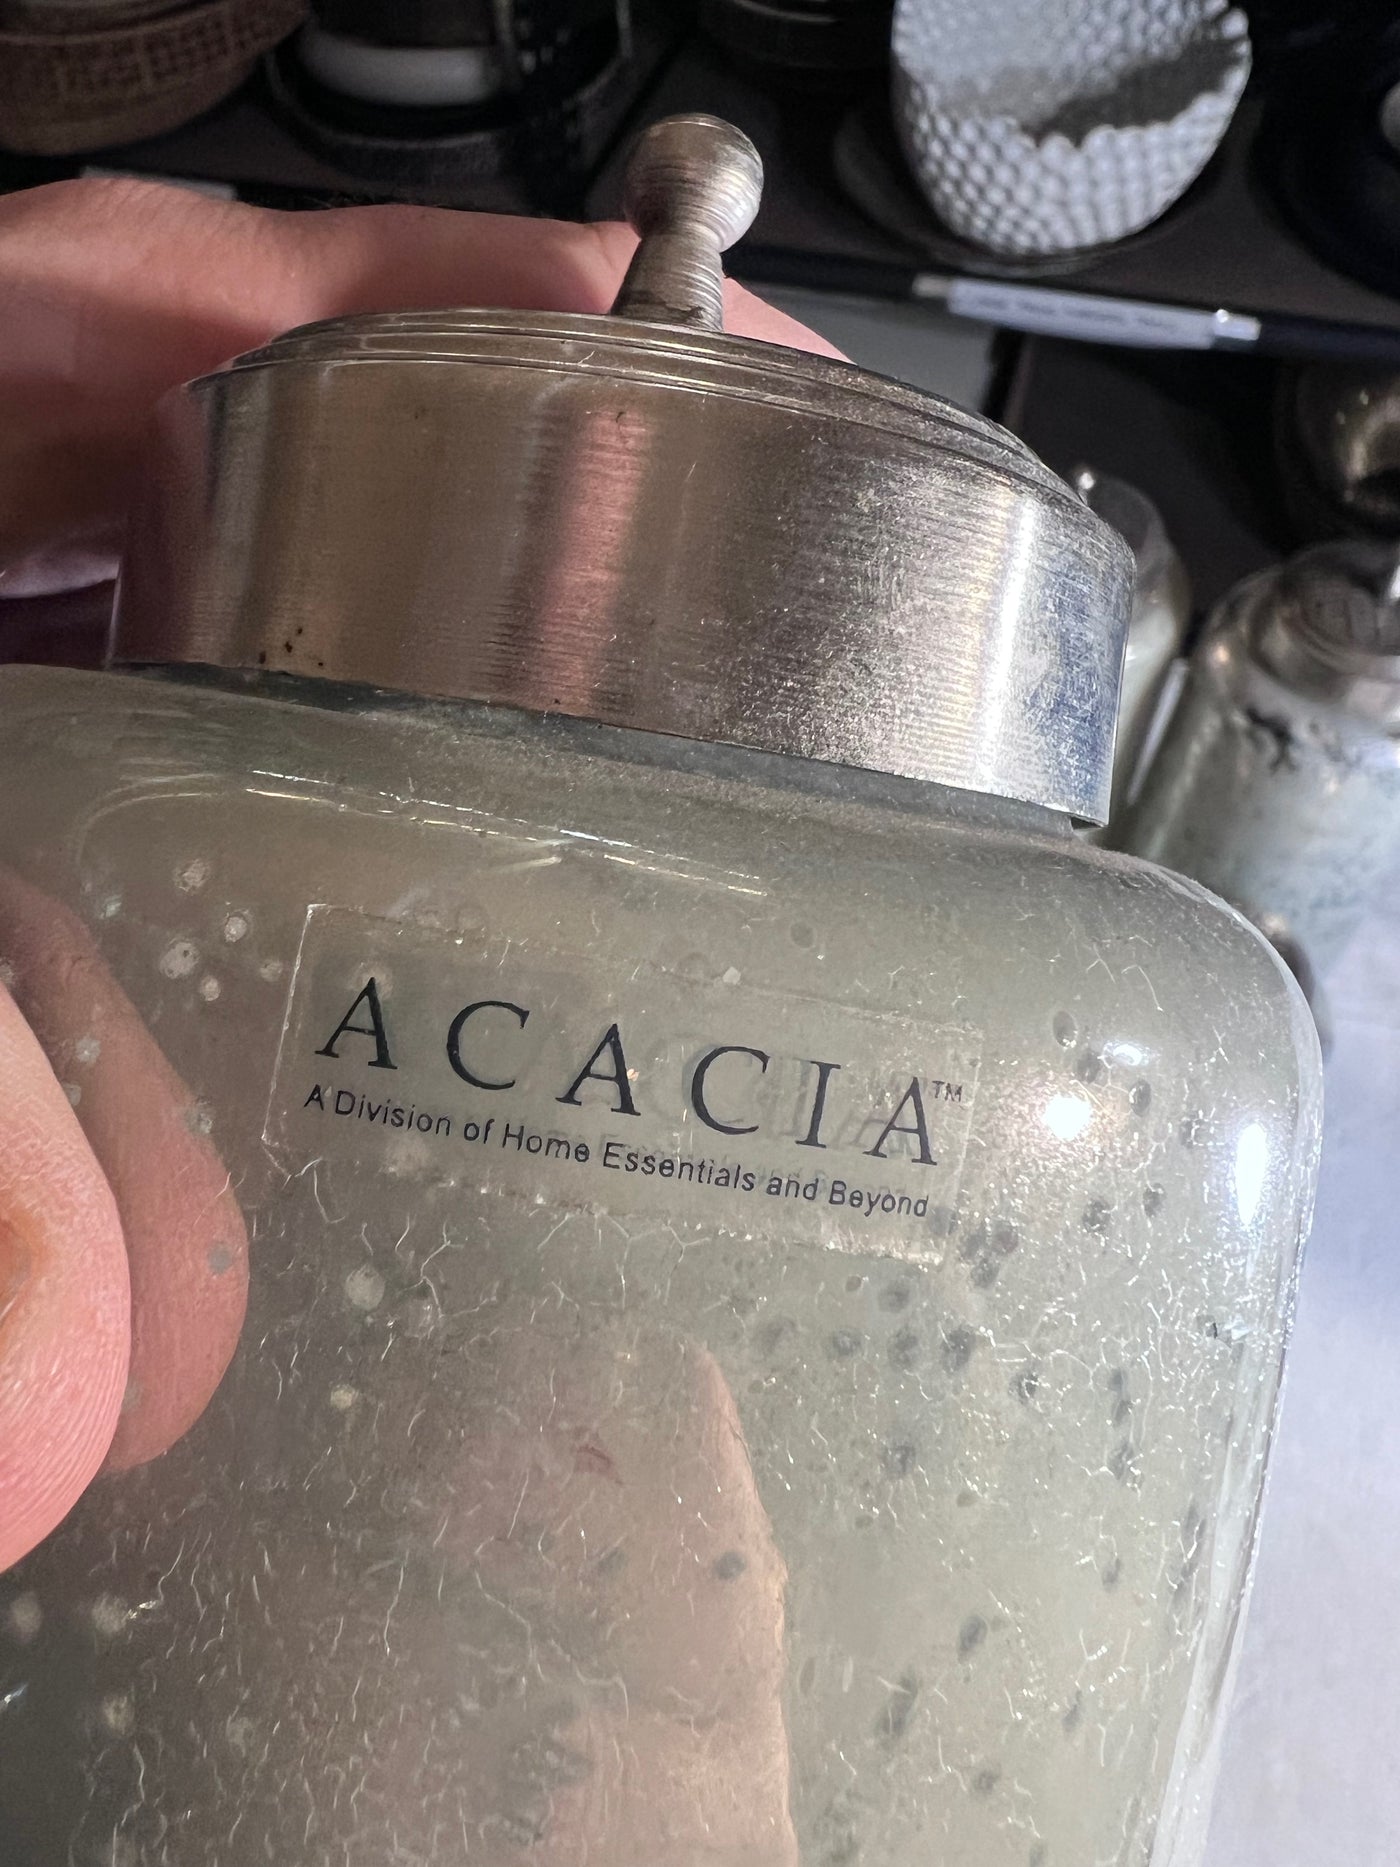 ACACIA™
A Division of Home Essentials and Beyond